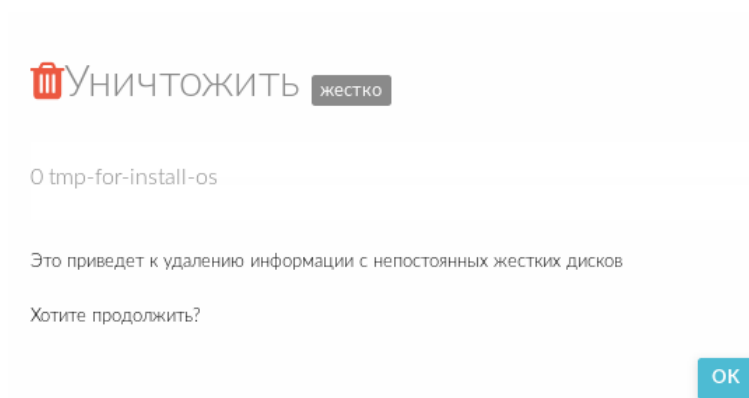 Уничтожить жестко
0 tmp-for-install-os
Это приведет к удалению информации с непостоянных жестких дисков
Хотите продолжить?
OK